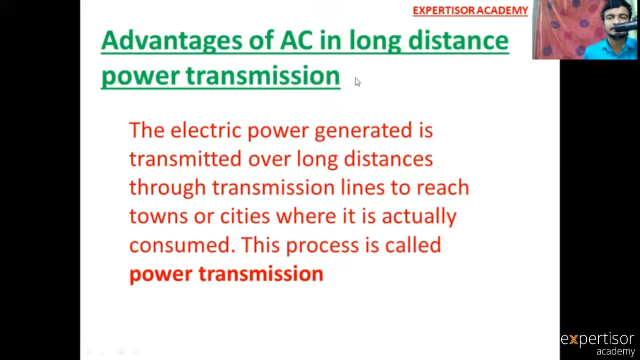 EXPERTISOR ACADEMY
Advantages of AC in long distance
power transmission
The electric power generated is
transmitted over long distances
through transmission lines to reach
towns or cities where it is actually
consumed. This process is called
power transmission
expertisor
academy